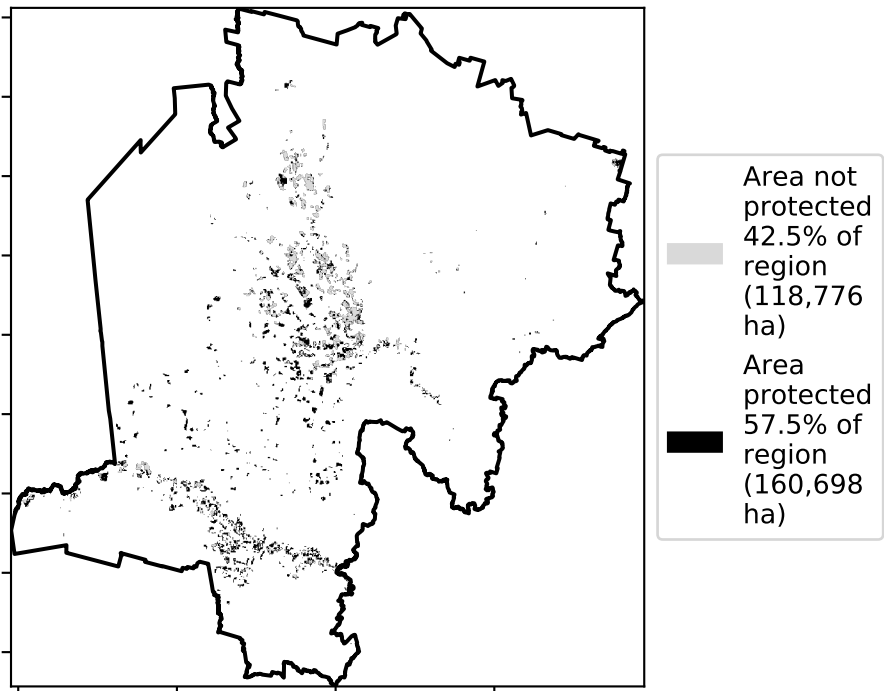 Area not
protected
42.5% of
region
(118,776
ha)
Area
protected
57.5% of
region
(160,698
ha)